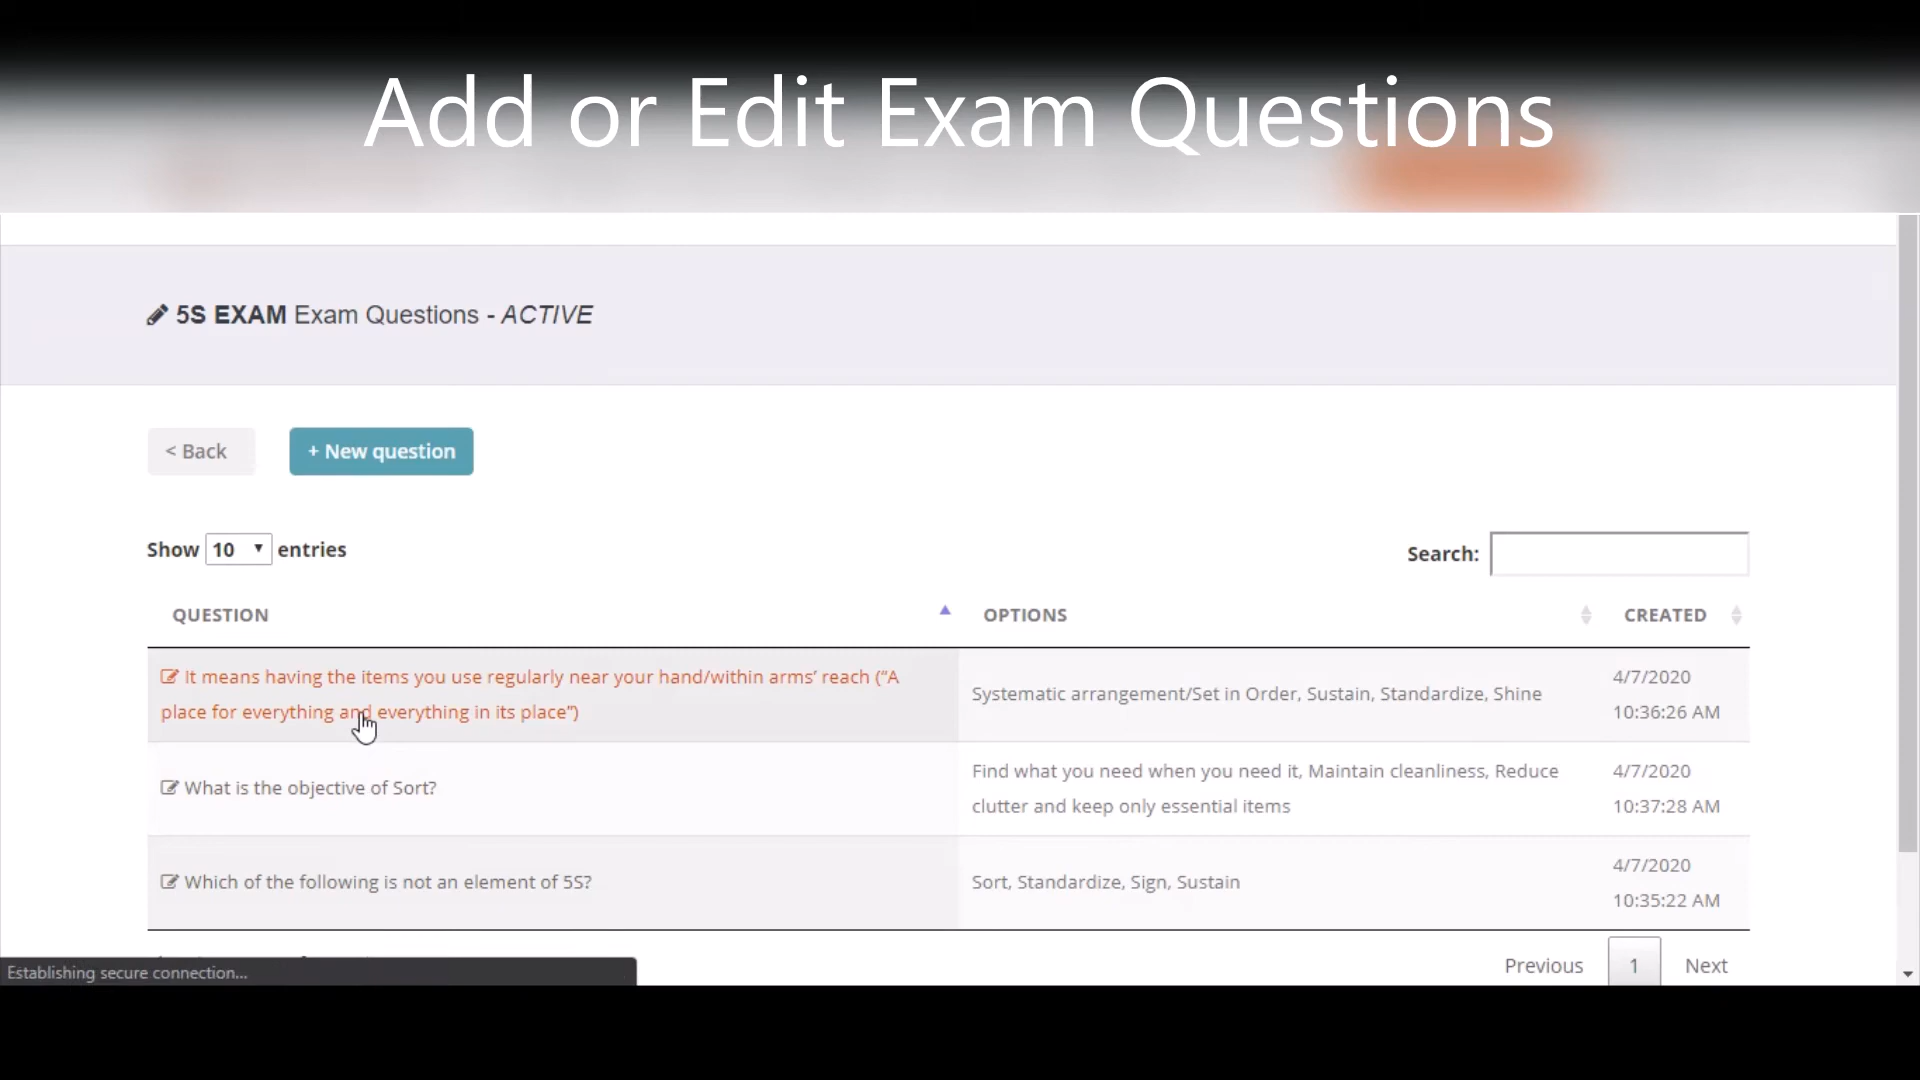 Add or Edit Exam Questions
5S EXAM Exam Questions - ACTIVE
< Back
+ New question
Show 10 entries
Search:
QUESTION
OPTIONS
CREATED
It means having the items you use regularly near your hand/within arms’ reach (“A
place for everything and everything in its place”)
Systematic arrangement/Set in Order, Sustain, Standardize, Shine
4/7/2020
10:36:26 AM
What is the objective of Sort?
Find what you need when you need it, Maintain cleanliness, Reduce
clutter and keep only essential items
4/7/2020
10:37:28 AM
Which of the following is not an element of 5S?
Sort, Standardize, Sign, Sustain
4/7/2020
10:35:22 AM
Establishing secure connection...
Previous 1 Next